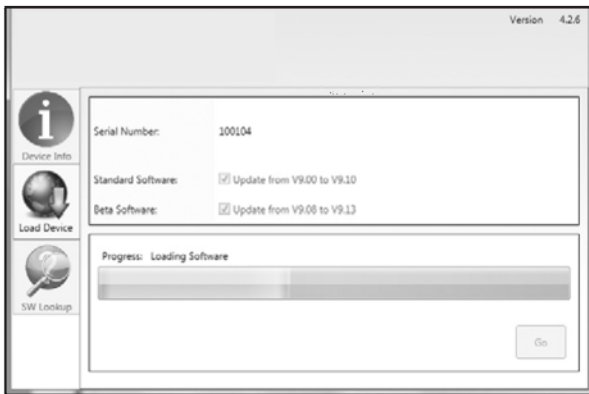 Version 4.2.6
Device Info
Load Device
SW Lookup
Serial Number: 100104
Standard Software: Update from V9.00 to V9.10
Beta Software: Update from V9.08 to V9.13
Progress: Loading Software
Go